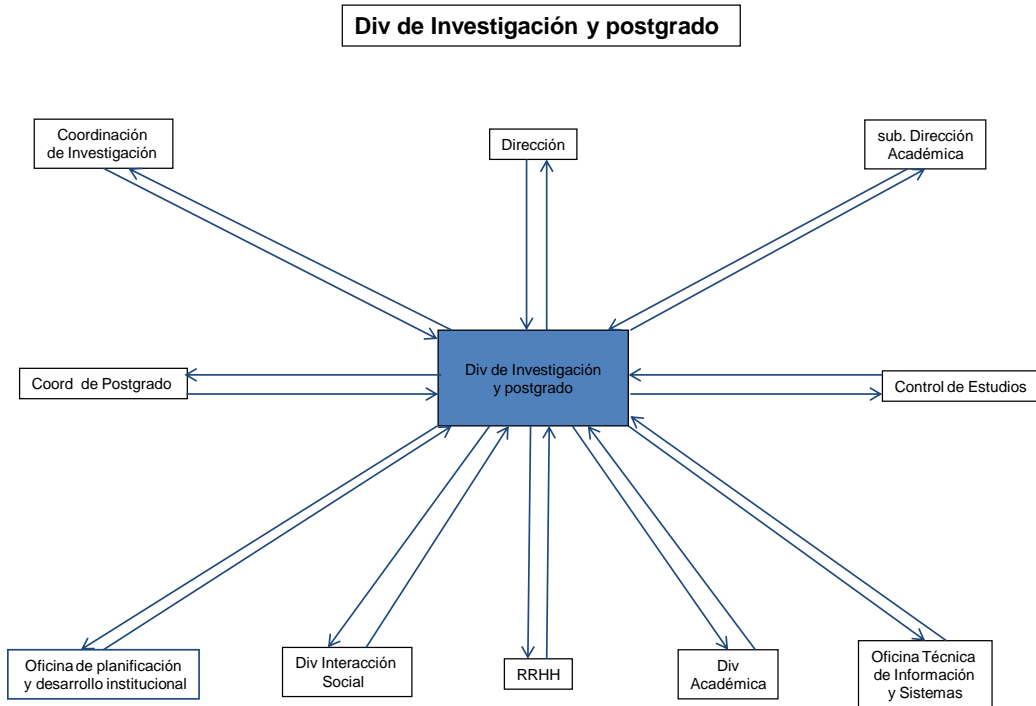 Div de Investigación y postgrado
Coordinación
de Investigación
Dirección
sub. Dirección
Académica
Div de Investigación
y postgrado
Coord de Postgrado
Control de Estudios
Oficina de planificación
y desarrollo institucional
Div Interacción
Social
RRHH
Div
Académica
Oficina Técnica
de Información
y Sistemas